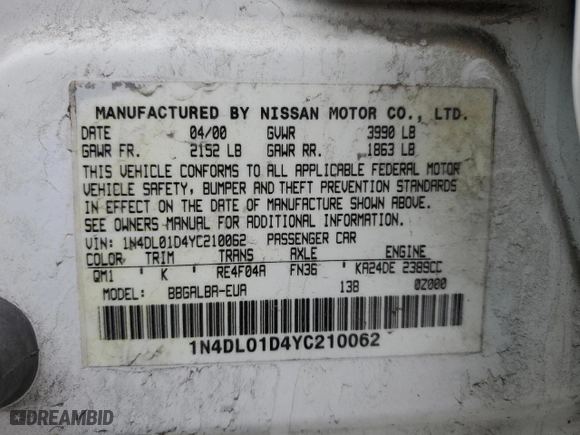 MANUFACTURED BY NISSAN MOTOR CO., LTD.
DATE 04/00 GVWR 3990 LB
GAWR FR. 2152 LB GAWR RR. 1863 LB
THIS VEHICLE CONFORMS TO ALL APPLICABLE FEDERAL MOTOR
VEHICLE SAFETY, BUMPER AND THEFT PREVENTION STANDARDS
IN EFFECT ON THE DATE OF MANUFACTURE SHOWN ABOVE.
SEE OWNERS MANUAL FOR ADDITIONAL INFORMATION.
VIN: 1N4DL01D4YC210062 PASSENGER CAR
COLOR TRIM TRANS AXLE ENGINE
QM1 K RE4F04A FN36 KA24DE 2389CC
MODEL: BBGALBA-EUA 138 0Z000
1N4DL01D4YC210062
DREAMBID